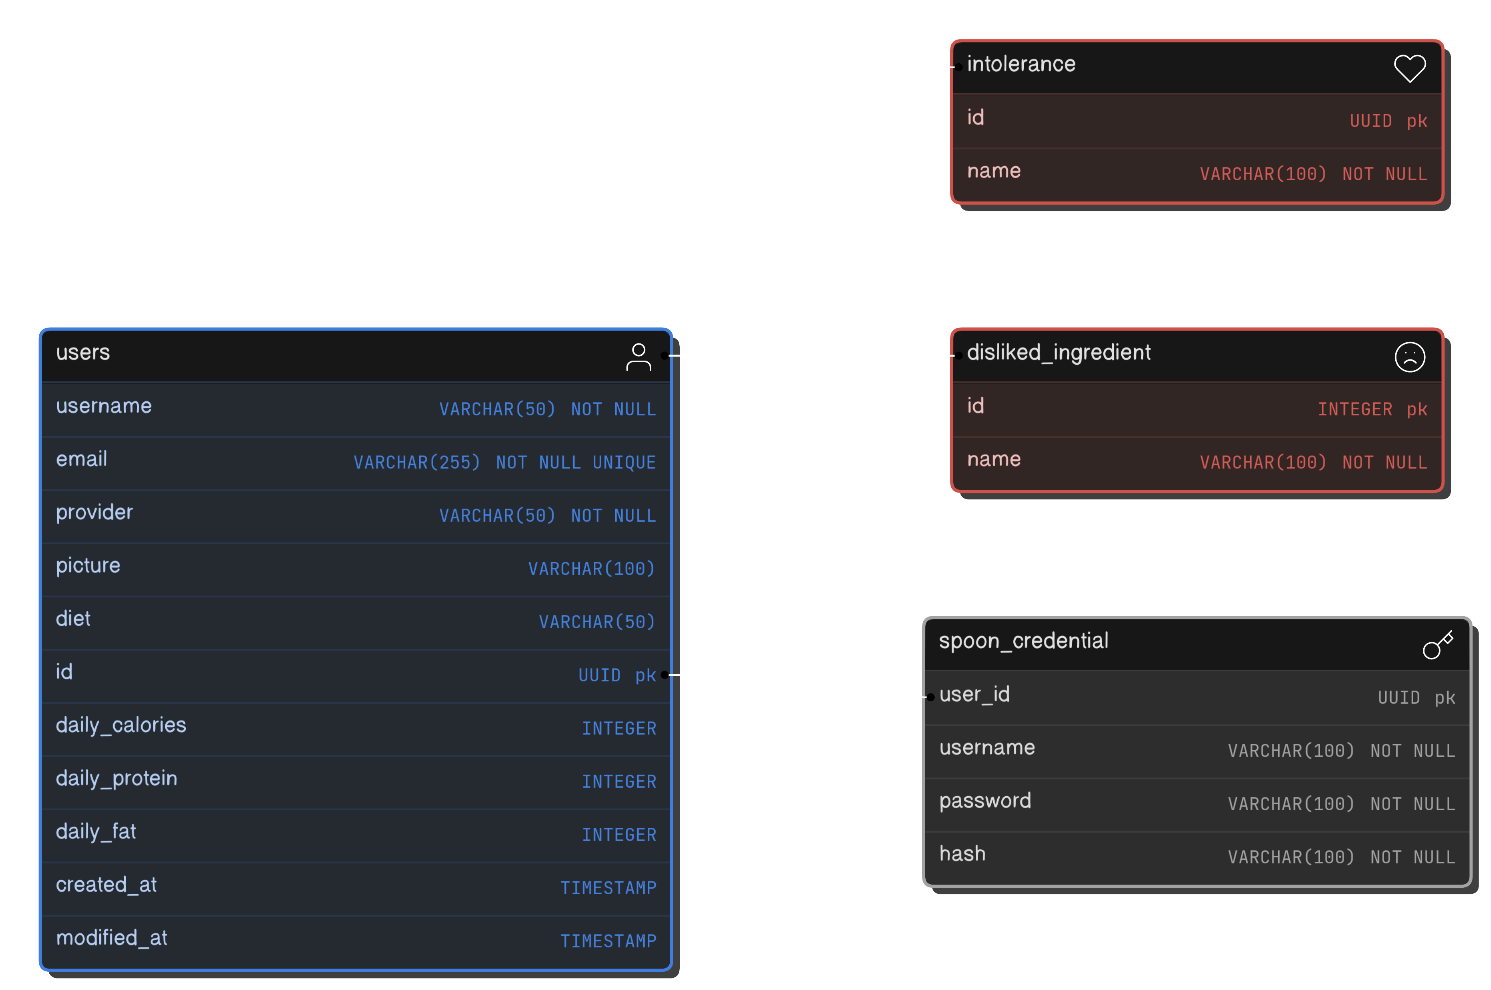 intolerance
id UUID pk
name VARCHAR(100) NOT NULL
users
username VARCHAR(50) NOT NULL
email VARCHAR(255) NOT NULL UNIQUE
provider VARCHAR(50) NOT NULL
picture VARCHAR(100)
diet VARCHAR(50)
id UUID pk
daily_calories INTEGER
daily_protein INTEGER
daily_fat INTEGER
created_at TIMESTAMP
modified_at TIMESTAMP
disliked_ingredient
id INTEGER pk
name VARCHAR(100) NOT NULL
spoon_credential
user_id UUID pk
username VARCHAR(100) NOT NULL
password VARCHAR(100) NOT NULL
hash VARCHAR(100) NOT NULL